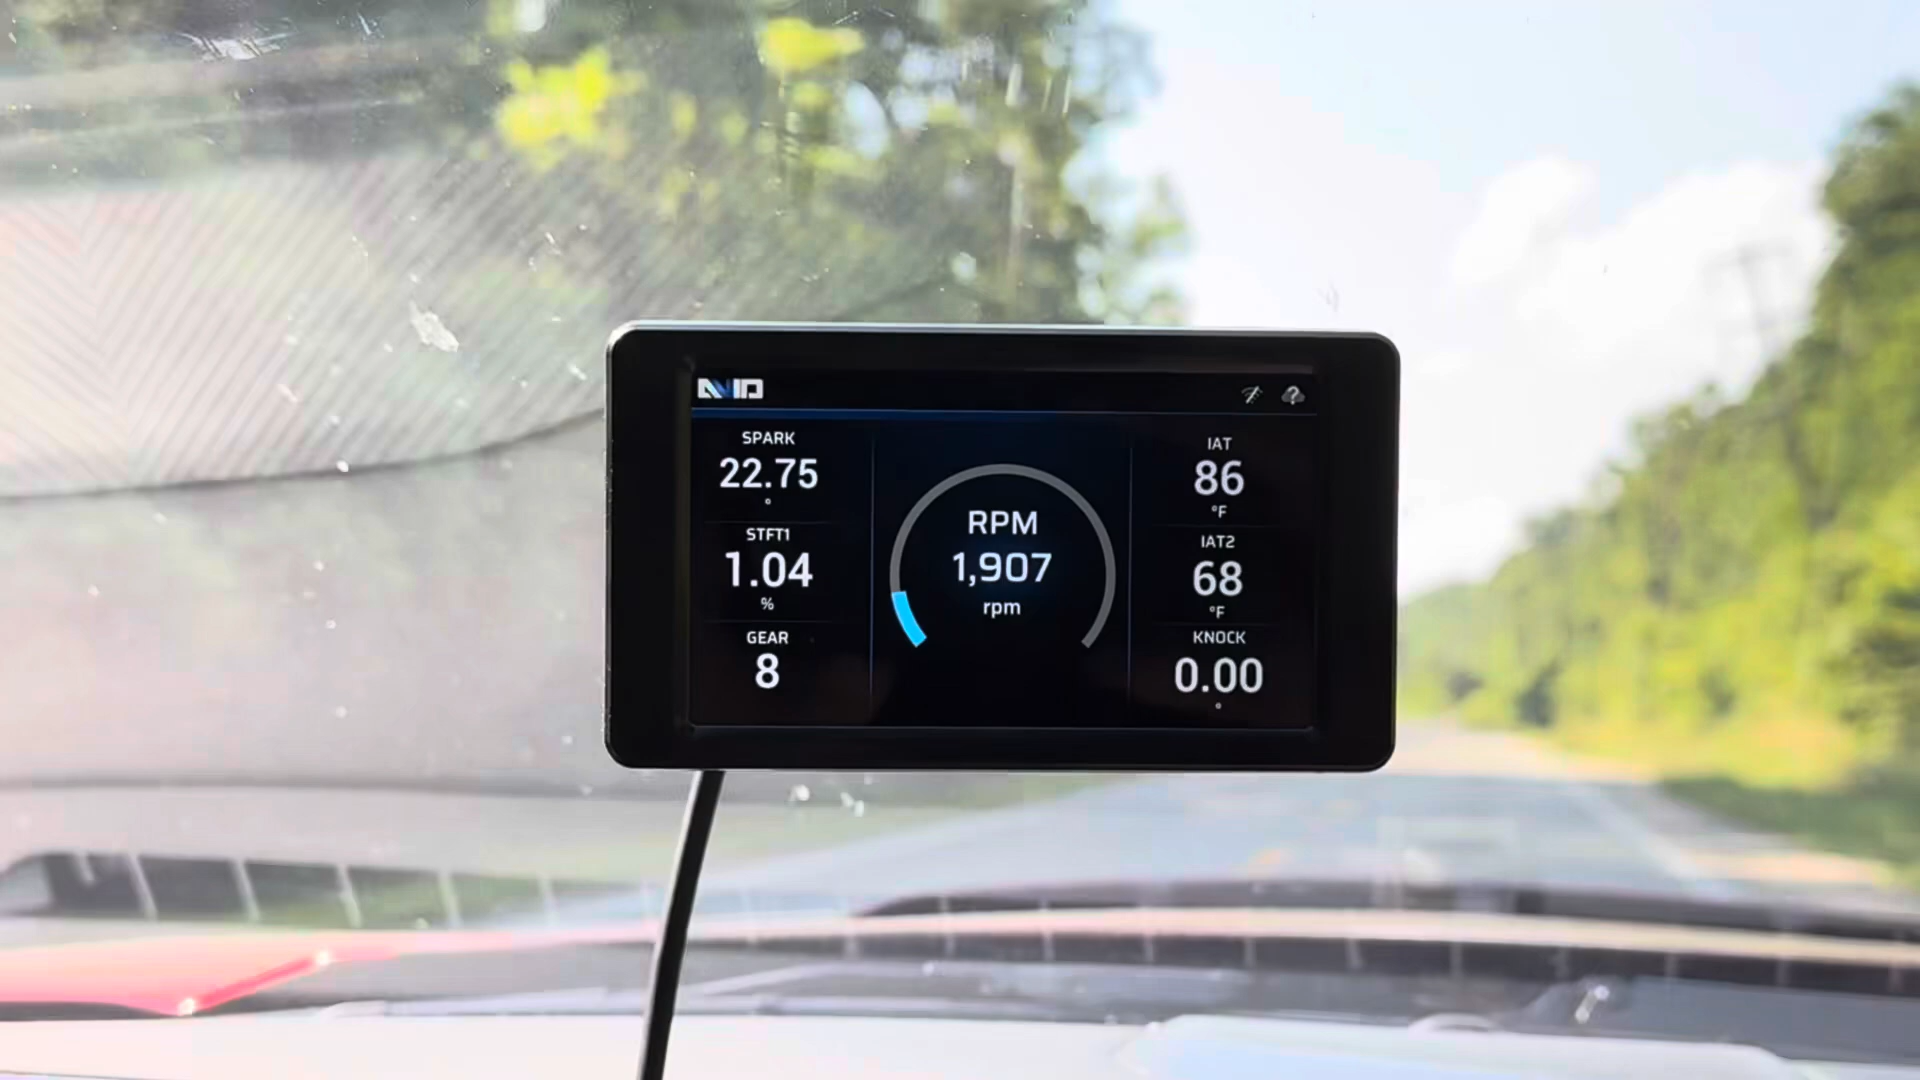 AVID
SPARK
22.75
°
STFT1
1.04
%
GEAR
8
RPM
1,907
rpm
IAT
86
°F
IAT2
68
°F
KNOCK
0.00
°